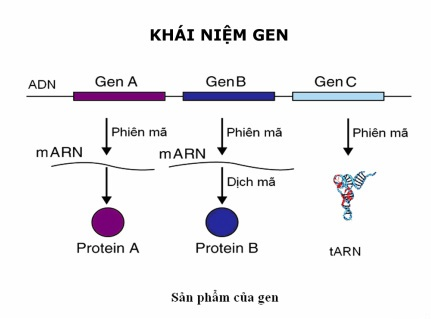 KHÁI NIỆM GEN
ADN Gen A Gen B Gen C
Phiên mã Phiên mã Phiên mã
mARN mARN
Dịch mã
Protein A Protein B tARN
Sản phẩm của gen